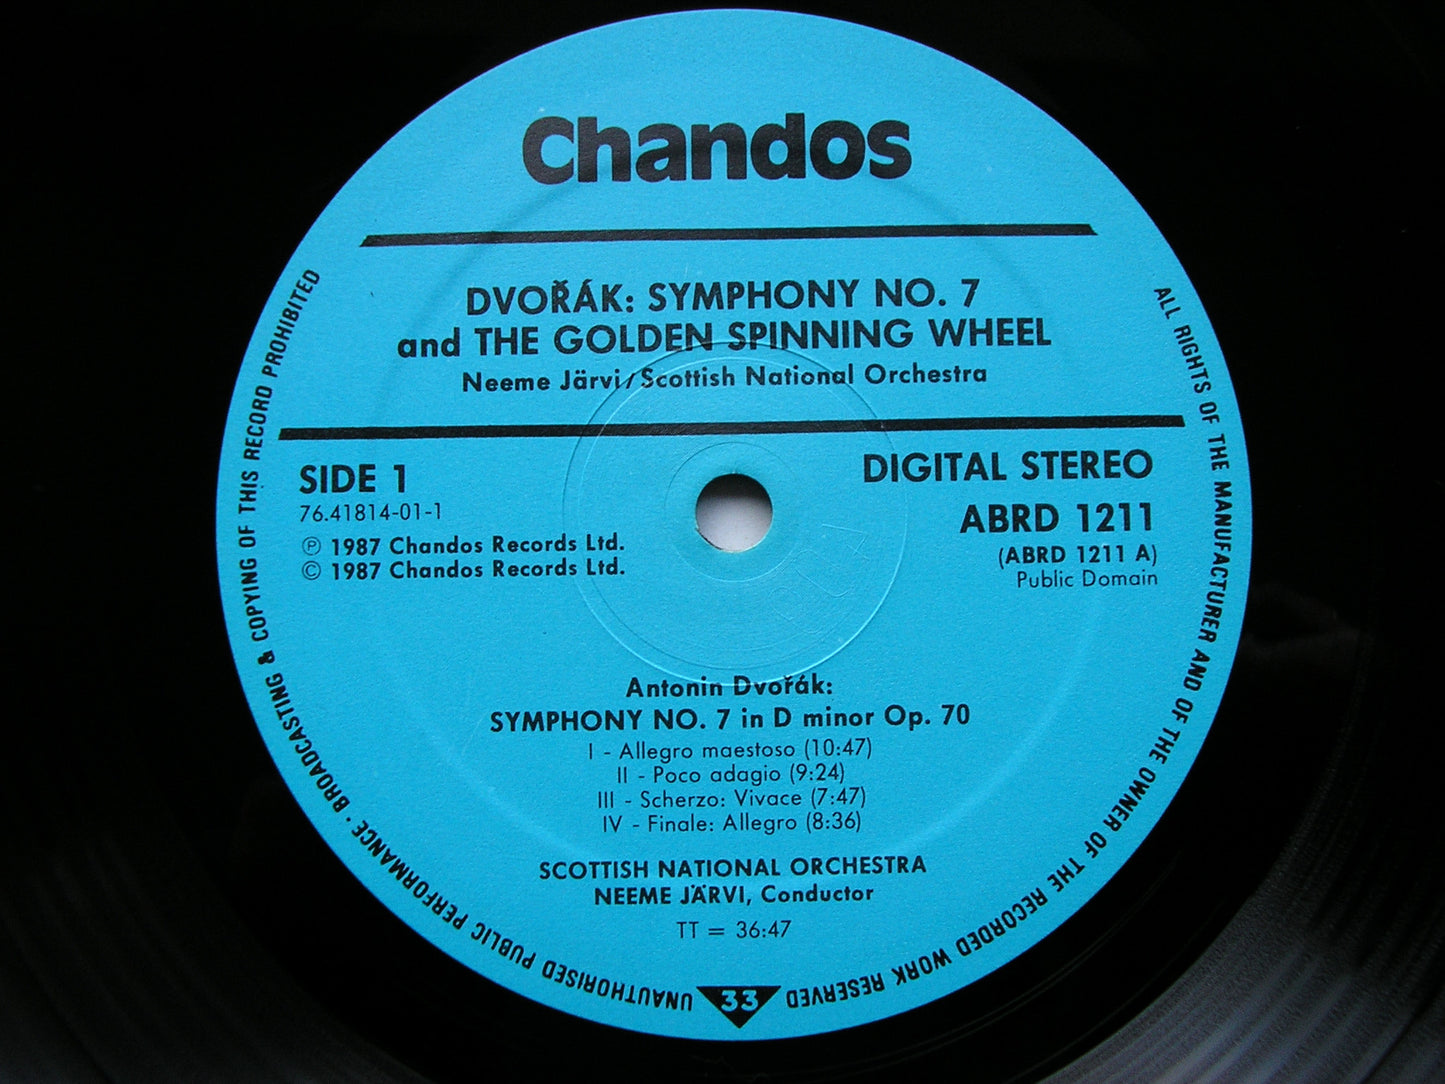 Chandos
DVOŘÁK: SYMPHONY NO. 7
and THE GOLDEN SPINNING WHEEL
Neeme Järvi/Scottish National Orchestra
SIDE 1
76.41814-01-1
℗ 1987 Chandos Records Ltd.
© 1987 Chandos Records Ltd.
DIGITAL STEREO
ABRD 1211
(ABRD 1211 A)
Public Domain
Antonin Dvořák:
SYMPHONY NO. 7 in D minor Op. 70
I - Allegro maestoso (10:47)
II - Poco adagio (9:24)
III - Scherzo: Vivace (7:47)
IV - Finale: Allegro (8:36)
SCOTTISH NATIONAL ORCHESTRA
NEEME JÄRVI, Conductor
TT = 36:47
33
ALL RIGHTS OF THE MANUFACTURER AND OF THE OWNER OF THE RECORDED WORK RESERVED
UNAUTHORISED PUBLIC PERFORMANCE · BROADCASTING & COPYING OF THIS RECORD PROHIBITED